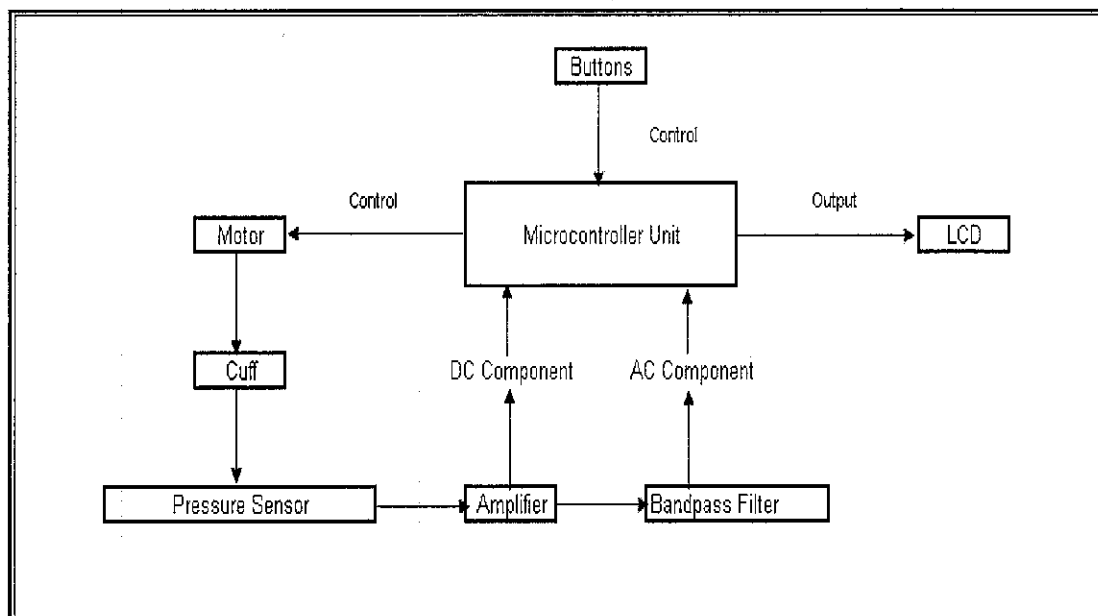 Buttons
Control
Control
Output
Motor
Microcontroller Unit
LCD
Cuff
DC Component
AC Component
Pressure Sensor
Amplifier
Bandpass Filter